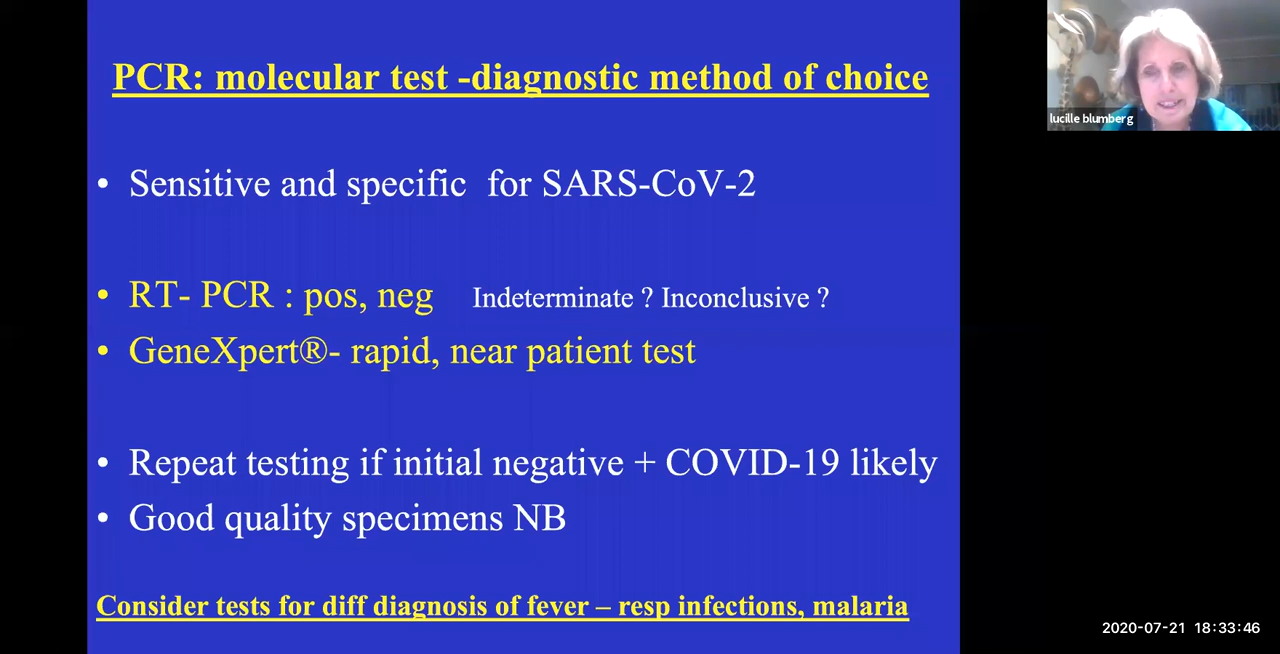 PCR: molecular test -diagnostic method of choice
lucille blumberg
• Sensitive and specific for SARS-CoV-2
• RT- PCR : pos, neg Indeterminate ? Inconclusive ?
• GeneXpert®- rapid, near patient test
• Repeat testing if initial negative + COVID-19 likely
• Good quality specimens NB
Consider tests for diff diagnosis of fever – resp infections, malaria
2020-07-21 18:33:46